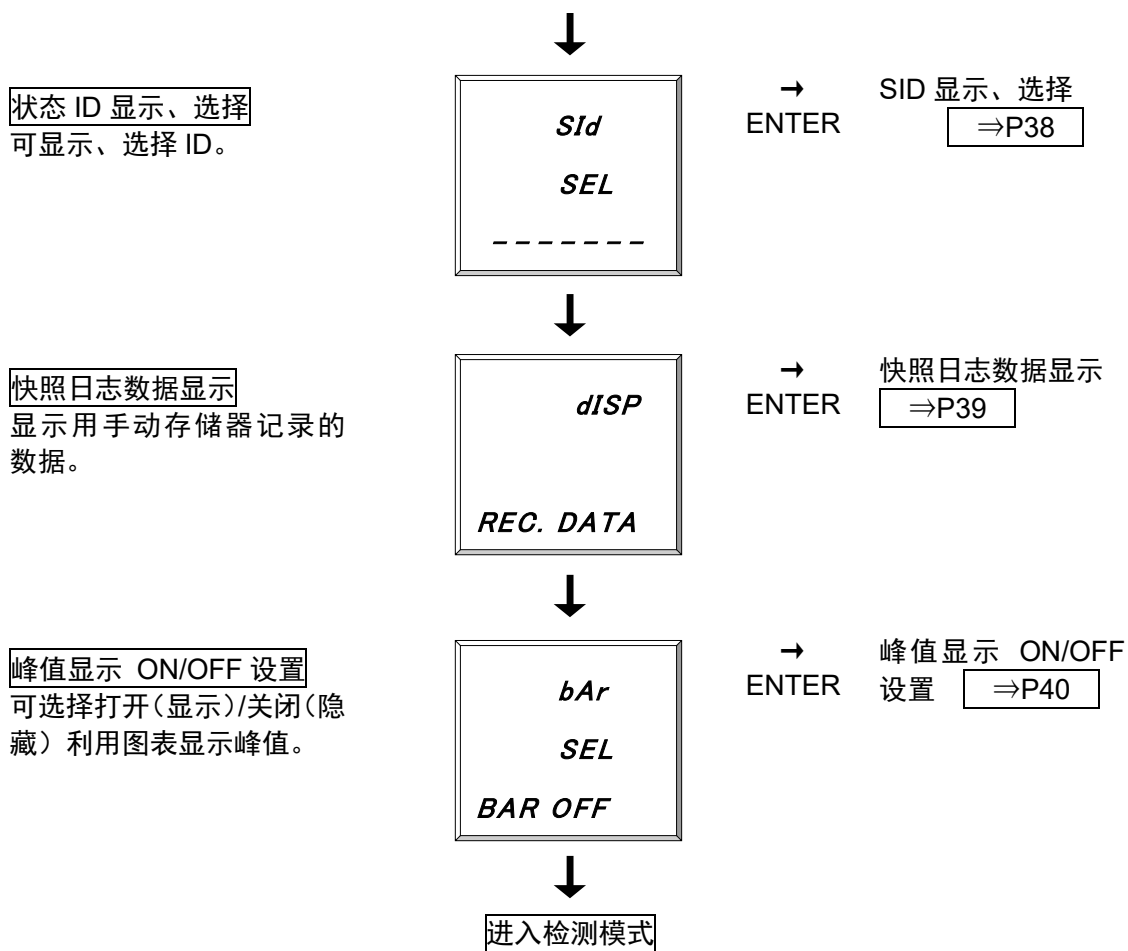 状态 ID 显示、选择
可显示、选择 ID。
SId
SEL
-------
→
ENTER
SID 显示、选择
⇒P38
快照日志数据显示
显示用手动存储器记录的
数据。
dISP
REC. DATA
→
ENTER
快照日志数据显示
⇒P39
峰值显示 ON/OFF 设置
可选择打开（显示）/关闭（隐
藏）利用图表显示峰值。
bAr
SEL
BAR OFF
→
ENTER
峰值显示 ON/OFF
设置 ⇒P40
进入检测模式